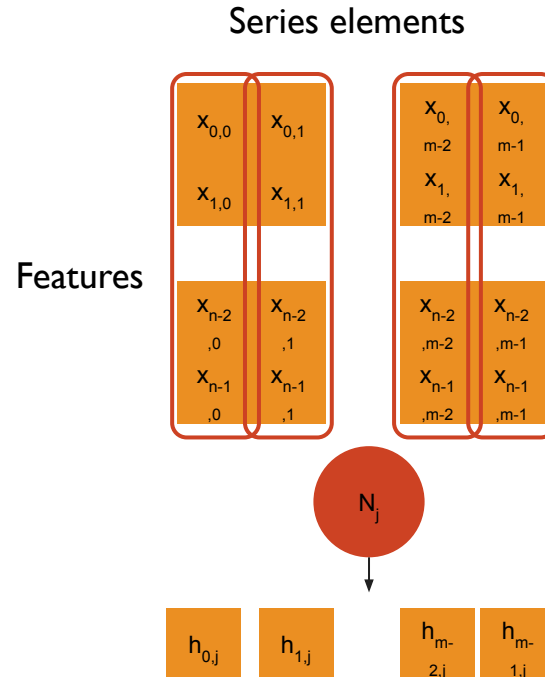 Series elements
x0,0 x0,1 x0, x0,
m-2 m-1
x1,0 x1,1 x1, x1,
m-2 m-1
Features
xn-2 xn-2 xn-2 xn-2
,0 ,1 ,m-2 ,m-1
xn-1 xn-1 xn-1 xn-1
,0 ,1 ,m-2 ,m-1
Nj
h0,j h1,j hm- hm-
2,j 1,j